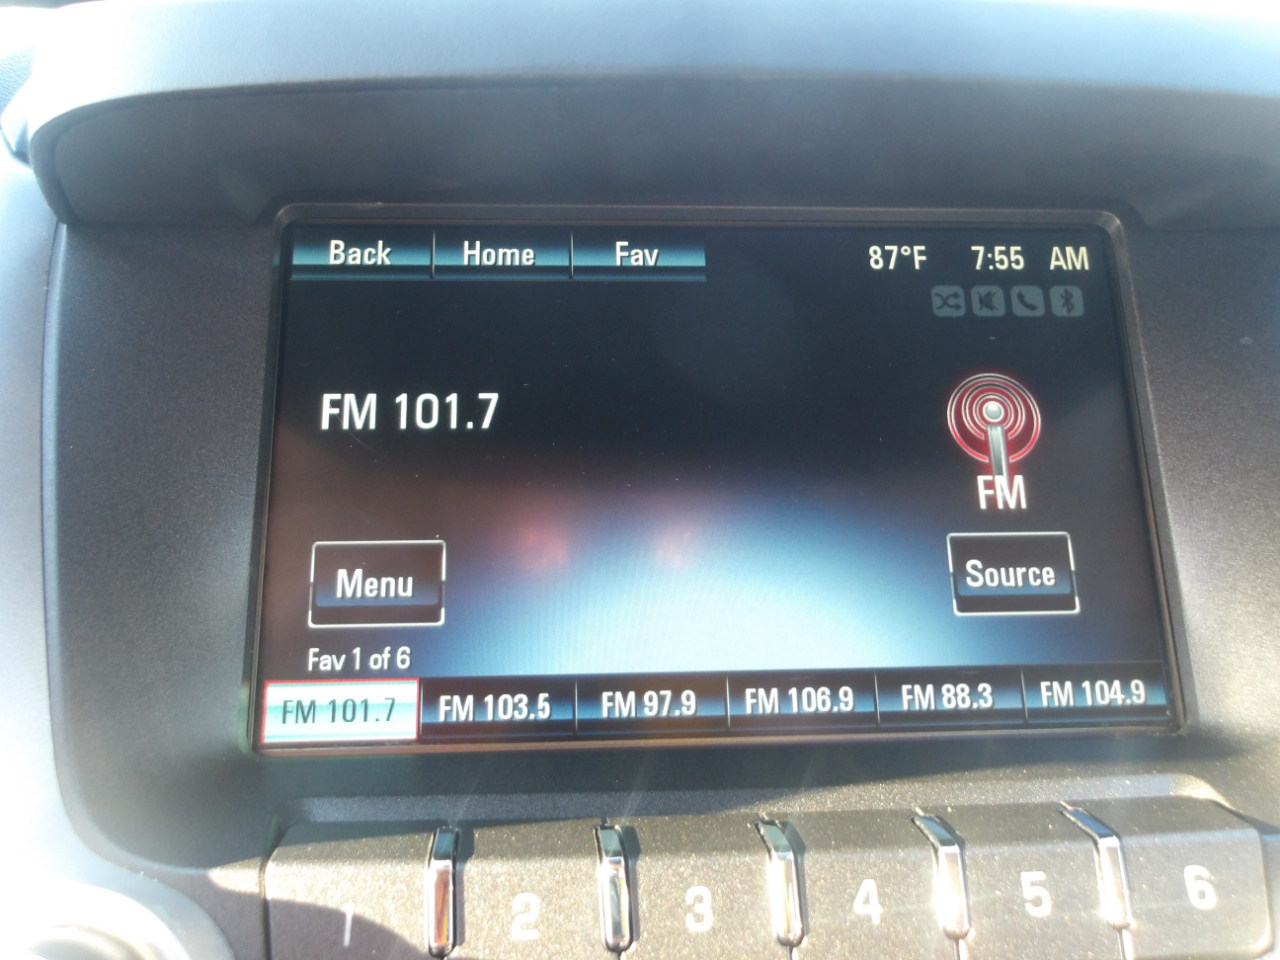 Back Home Fav 87°F 7:55 AM
FM 101.7
FM
Menu Source
Fav 1 of 6
FM 101.7 FM 103.5 FM 97.9 FM 106.9 FM 88.3 FM 104.9
1 2 3 4 5 6